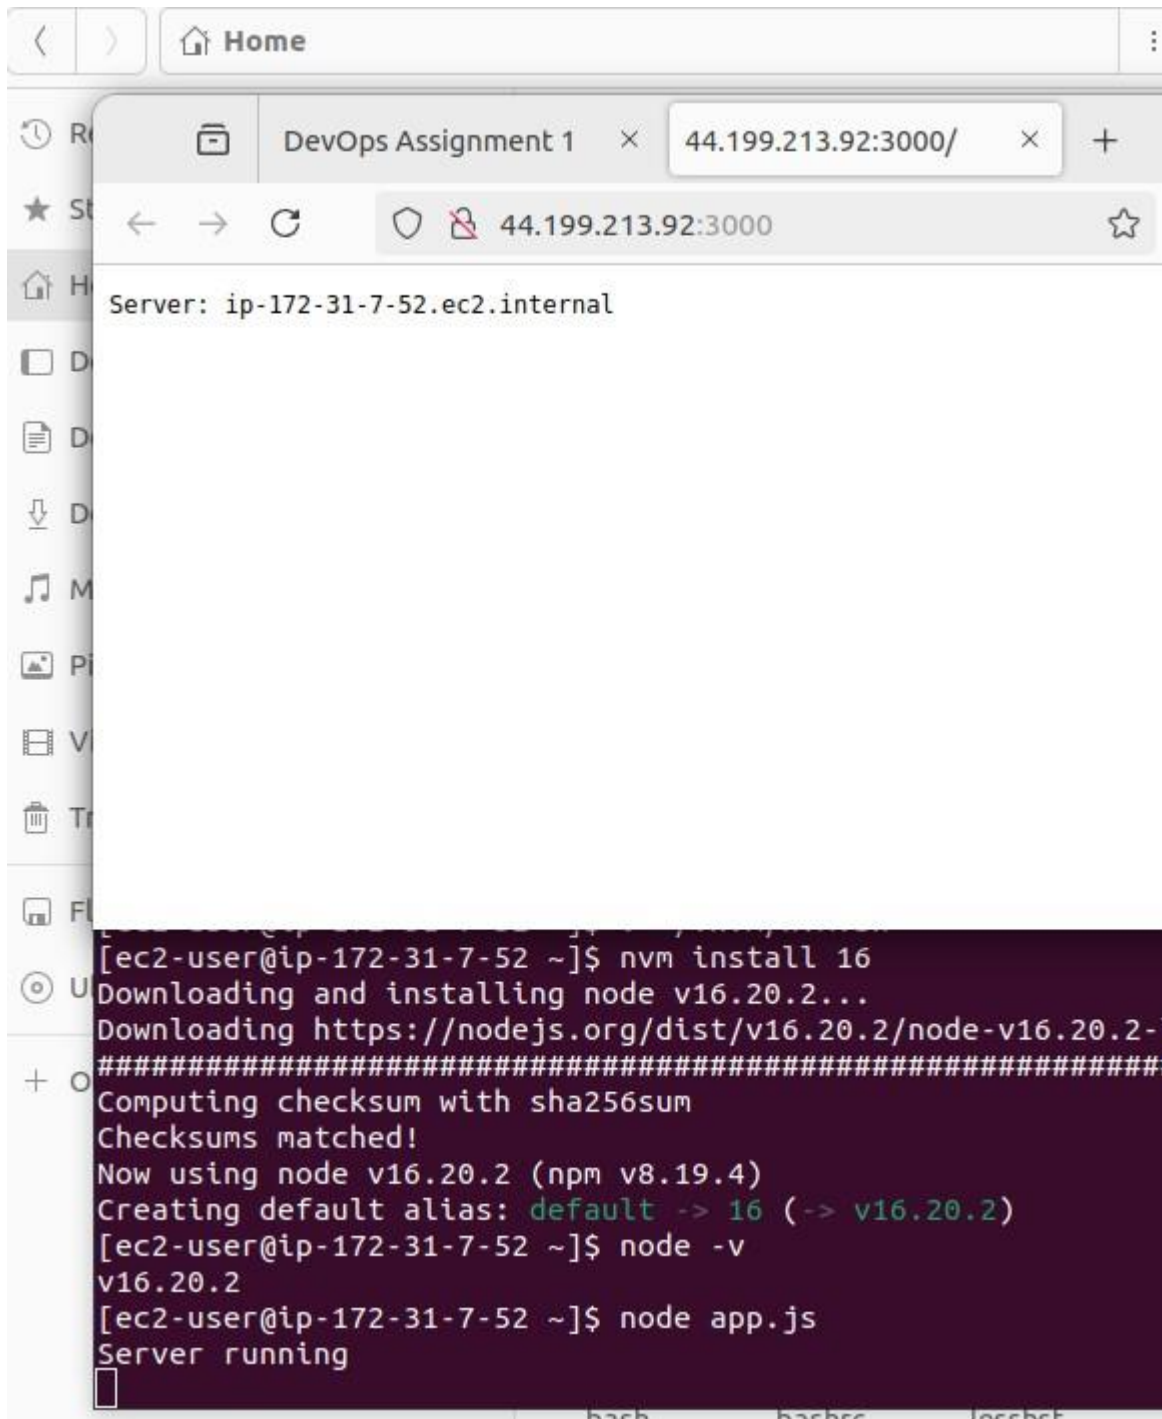 Home
DevOps Assignment 1
44.199.213.92:3000/
44.199.213.92:3000
Server: ip-172-31-7-52.ec2.internal
[ec2-user@ip-172-31-7-52 ~]$ nvm install 16
Downloading and installing node v16.20.2...
Downloading https://nodejs.org/dist/v16.20.2/node-v16.20.2-
################################################################
Computing checksum with sha256sum
Checksums matched!
Now using node v16.20.2 (npm v8.19.4)
Creating default alias: default -> 16 (-> v16.20.2)
[ec2-user@ip-172-31-7-52 ~]$ node -v
v16.20.2
[ec2-user@ip-172-31-7-52 ~]$ node app.js
Server running